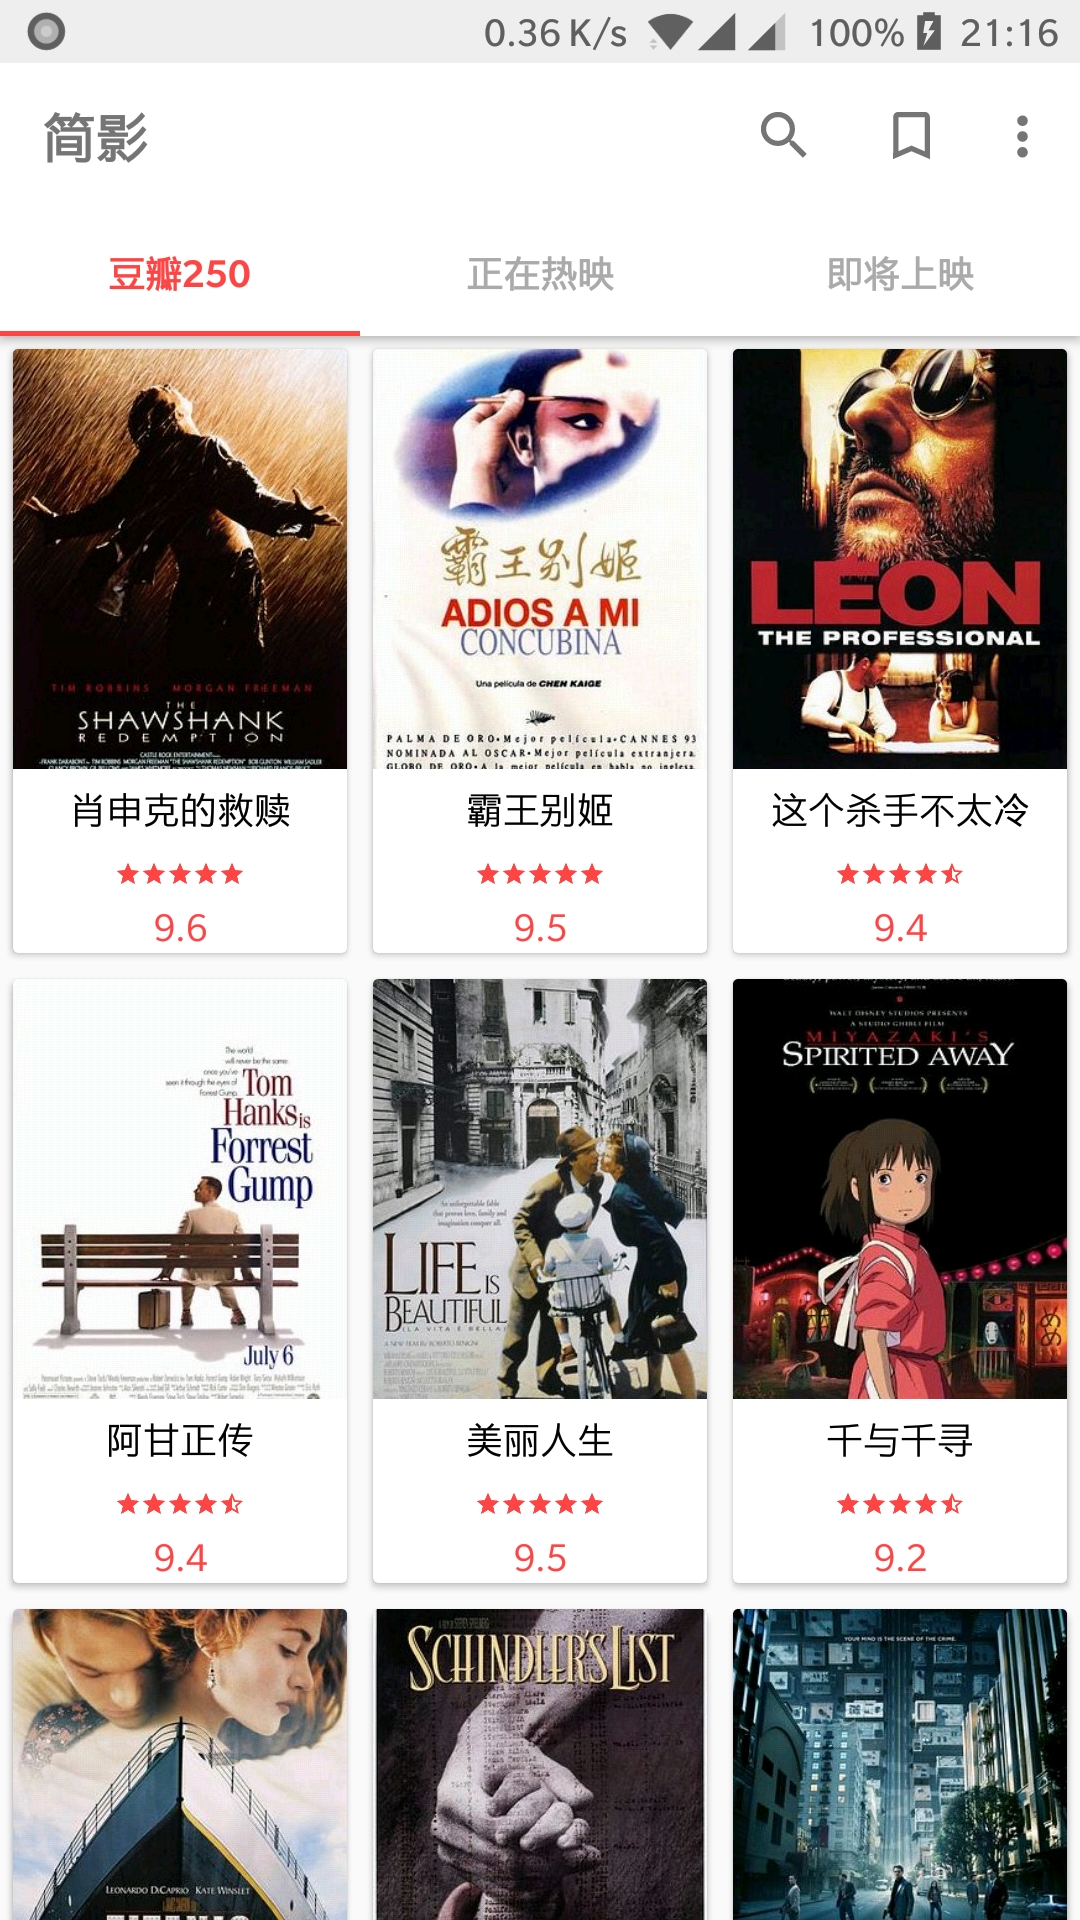 0.36 K/s 100% 21:16
简影
豆瓣250 正在热映 即将上映
TIM ROBBINS MORGAN FREEMAN
THE
SHAWSHANK
REDEMPTION
霸王别姬
ADIOS A MI
CONCUBINA
Una película de CHEN KAIGE
PALMA DE ORO•Mejor película•CANNES 93
NOMINADA AL OSCAR•Mejor película extranjera.
GLOBO DE ORO•A la mejor película en habla no inglesa.
LEON
THE PROFESSIONAL
肖申克的救赎
9.6
霸王别姬
9.5
这个杀手不太冷
9.4
The world
will never be the same
once you've
seen it through the eyes of
Forrest Gump.
Tom
Hanks is
Forrest
Gump
July 6
An unforgettable fable
that proves love, family and
imagination conquer all.
LIFE IS
BEAUTIFUL
(LA VITA È BELLA)
A NEW FILM BY ROBERTO BENIGNI
WALT DISNEY STUDIOS PRESENTS
A STUDIO GHIBLI FILM
MIYAZAKI'S
SPIRITED AWAY
阿甘正传
9.4
美丽人生
9.5
千与千寻
9.2
LEONARDO DICAPRIO KATE WINSLET
SCHINDLER'S LIST
YOUR MIND IS THE SCENE OF THE CRIME.